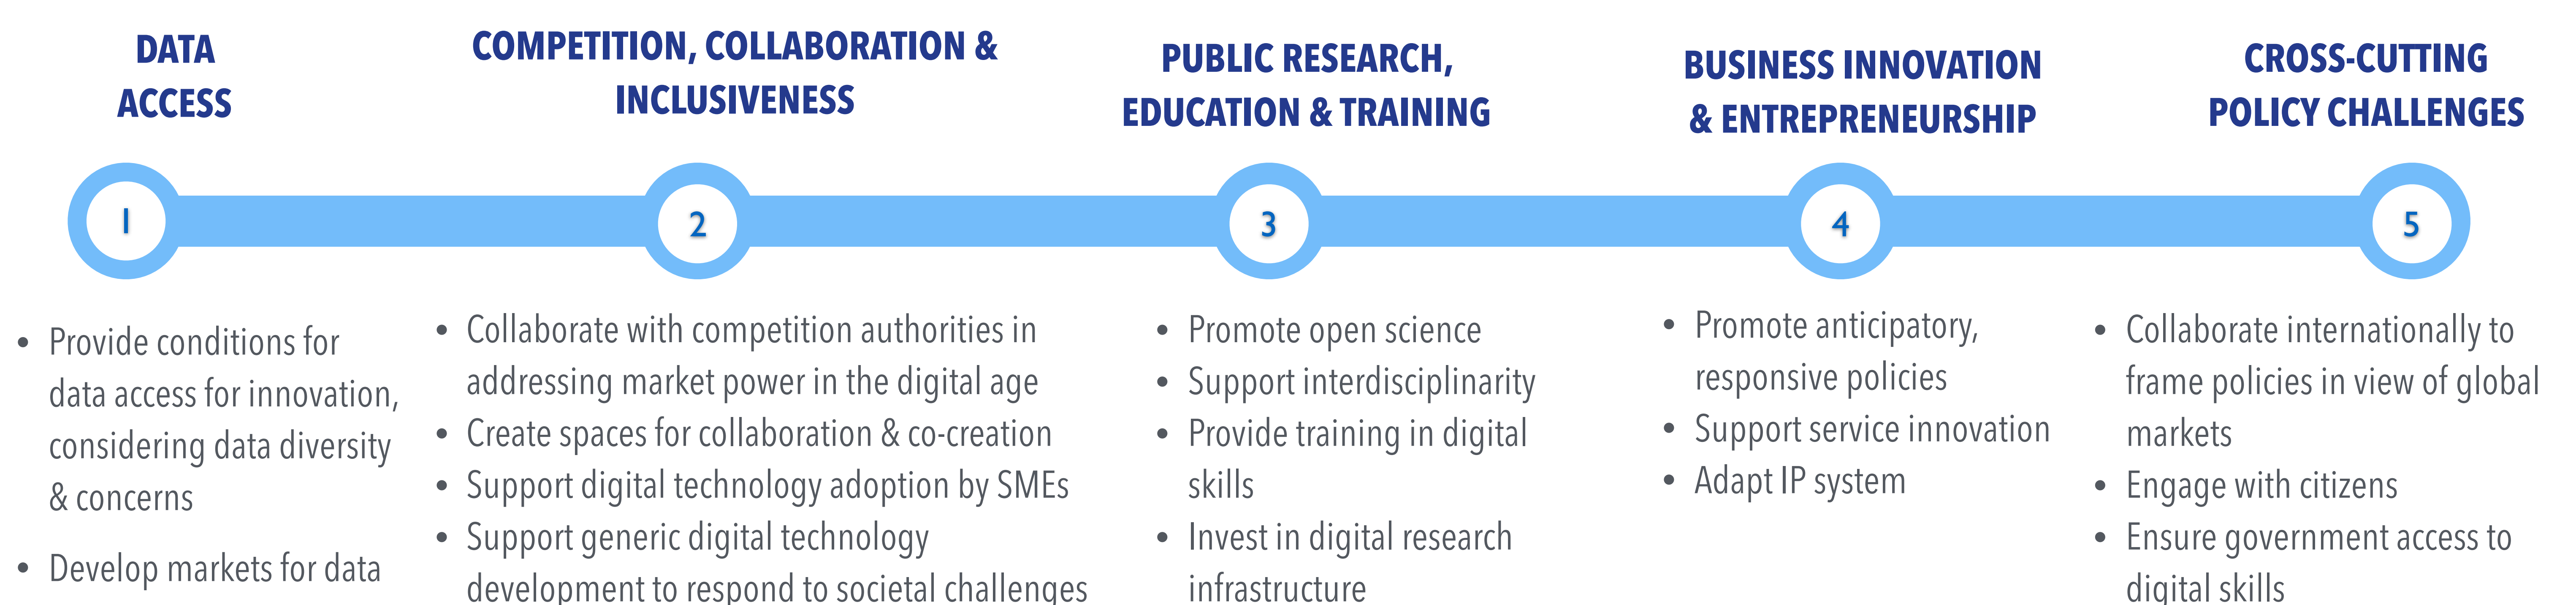 DATA
ACCESS
COMPETITION, COLLABORATION &
INCLUSIVENESS
PUBLIC RESEARCH,
EDUCATION & TRAINING
BUSINESS INNOVATION
& ENTREPRENEURSHIP
CROSS-CUTTING
POLICY CHALLENGES
1
2
3
4
5
• Provide conditions for
data access for innovation,
considering data diversity
& concerns
• Develop markets for data
• Collaborate with competition authorities in
addressing market power in the digital age
• Create spaces for collaboration & co-creation
• Support digital technology adoption by SMEs
• Support generic digital technology
development to respond to societal challenges
• Promote open science
• Support interdisciplinarity
• Provide training in digital
skills
• Invest in digital research
infrastructure
• Promote anticipatory,
responsive policies
• Support service innovation
• Adapt IP system
• Collaborate internationally to
frame policies in view of global
markets
• Engage with citizens
• Ensure government access to
digital skills